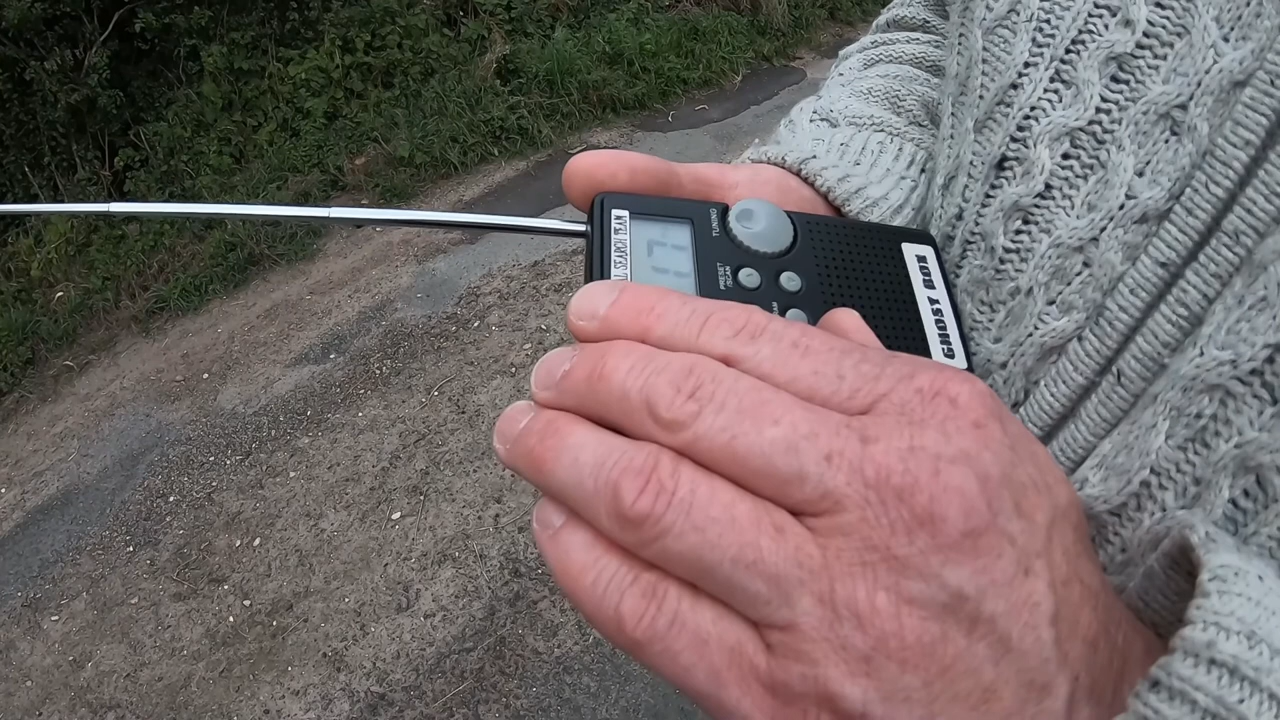 L SEARCH TEAM
TUNING
PRESET
/SCAN
GHOST BOX